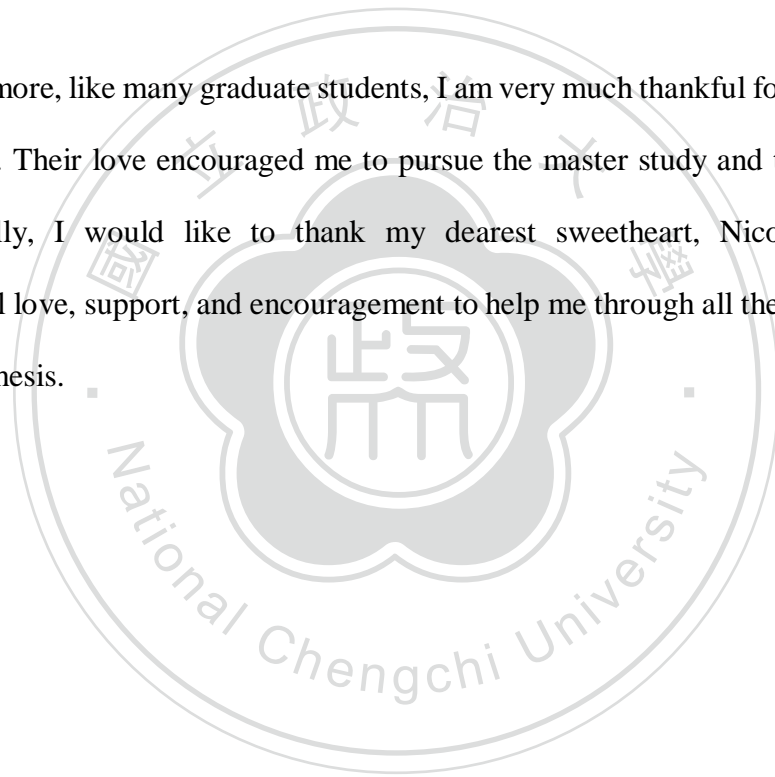 more, like many graduate students, I am very much thankful fo
. Their love encouraged me to pursue the master study and
lly, I would like to thank my dearest sweetheart, Nico
l love, support, and encouragement to help me through all the
hesis.
國立政治大學
政
National Chengchi University